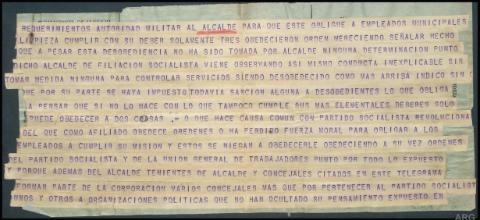 REQUERIMIENTOS AUTORIDAD MILITAR AL ALCALDE PARA QUE ESTE OBLIGUE A EMPLEADOS MUNICIPALES
LIMPIEZA CUMPLIR CON SU DEBER SOLAMENTE TRES OBEDECIERON ORDEN MERECIENDO SEÑALAR HECHO
QUE A PESAR ESTA DESOBEDIENCIA NO HA SIDO TOMADA POR ALCALDE NINGUNA DETERMINACION PUNTO
DICHO ALCALDE DE FILIACION SOCIALISTA VIENE OBSERVANDO ASI MISMO CONDUCTA INEXPLICABLE SIN
TOMAR MEDIDA NINGUNA PARA CONTROLAR SERVICIOS SIENDO DESOBEDECIDO COMO MAS ARRIBA INDICO SIN
QUE POR SU PARTE SE HAYA IMPUESTO TODAVIA SANCION ALGUNA A DESOBEDIENTES LO QUE OBLIGA
A PENSAR QUE SI NO LO HACE CON LO QUE TAMPOCO CUMPLE SUS MAS ELEMENTALES DEBERES SOLO
PUEDE OBEDECER A DOS COSAS .- O QUE HACE CAUSA COMUN CON PARTIDO SOCIALISTA REVOLUCIONA
DEL QUE COMO AFILIADO OBEDECE ORDENES O HA PERDIDO FUERZA MORAL PARA OBLIGAR A LOS
EMPLEADOS A CUMPLIR SU MISION Y ESTOS SE NIEGAN A OBEDECERLE OBEDECIENDO A SU VEZ ORDENES
DEL PARTIDO SOCIALISTA Y DE LA UNION GENERAL DE TRABAJADORES PUNTO POR TODO LO EXPUESTO
Y PORQUE ADEMAS DEL ALCALDE TENIENTES DE ALCALDE Y CONCEJALES CITADOS EN ESTE TELEGRAMA
FORMAR PARTE DE LA CORPORACION VARIOS CONCEJALES MAS QUE POR PERTENECER AL PARTIDO SOCIALIST
UNOS Y OTROS A ORGANIZACIONES POLITICAS QUE NO HAN OCULTADO SU PENSAMIENTO EXPUESTO EN
ARG